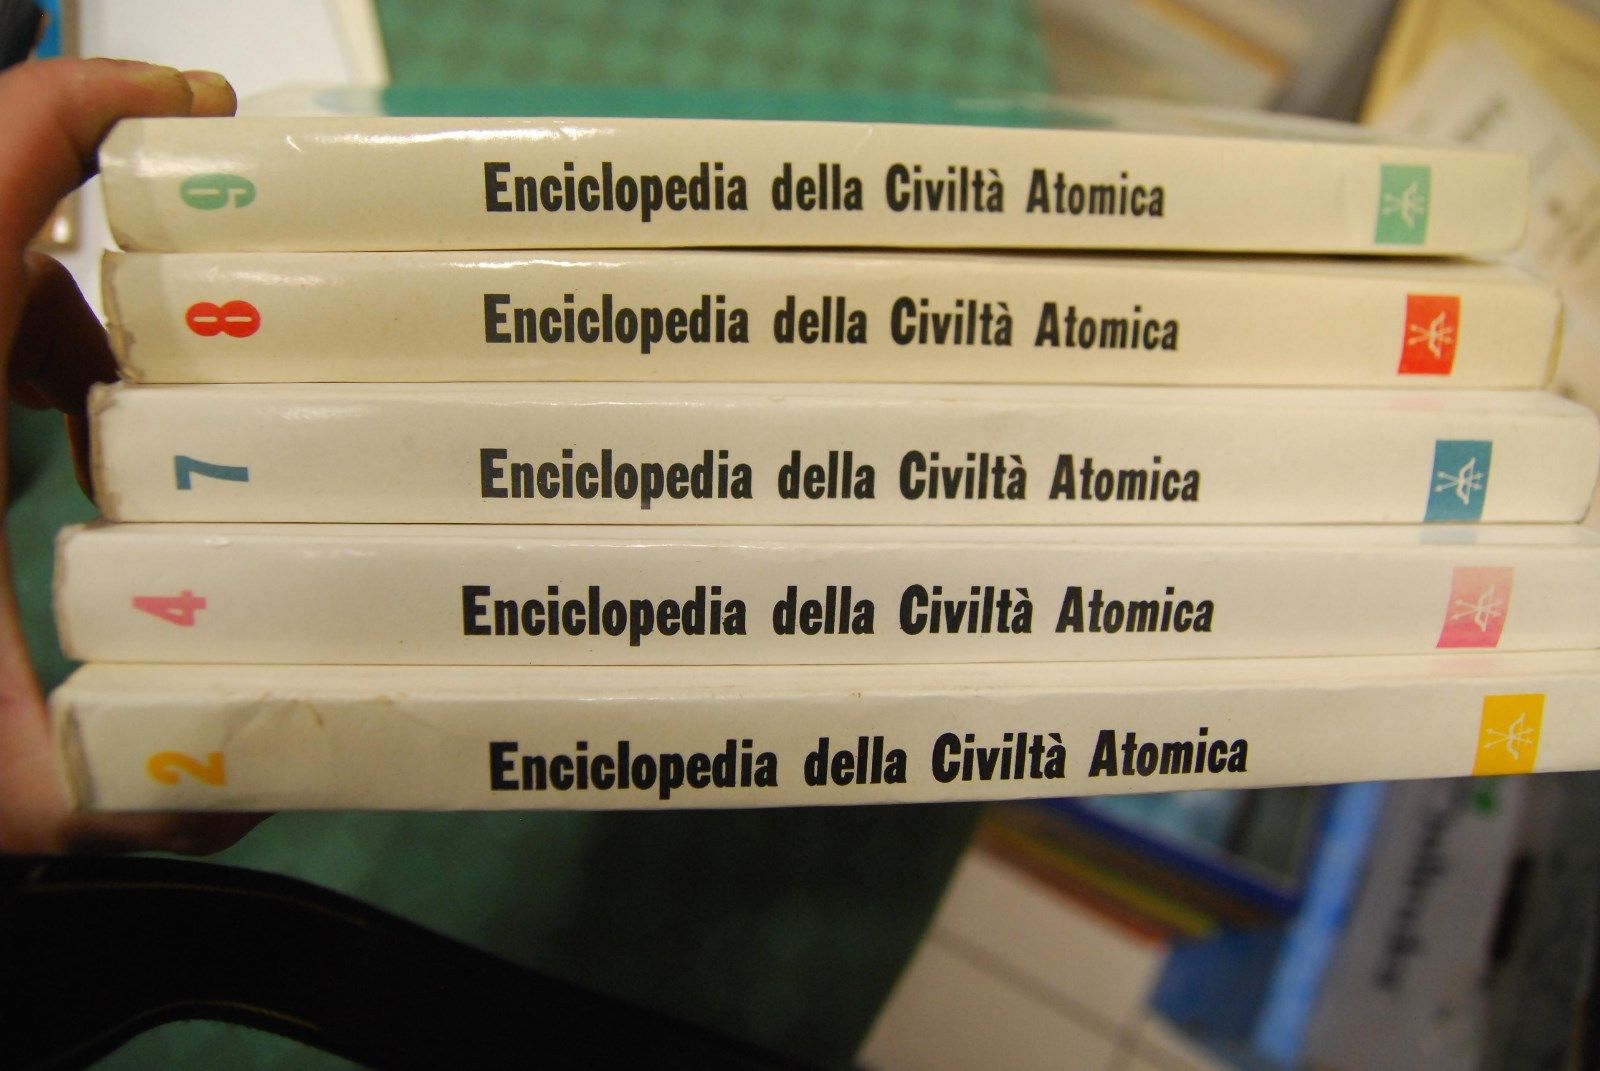 9 Enciclopedia della Civiltà Atomica
8 Enciclopedia della Civiltà Atomica
7 Enciclopedia della Civiltà Atomica
4 Enciclopedia della Civiltà Atomica
2 Enciclopedia della Civiltà Atomica